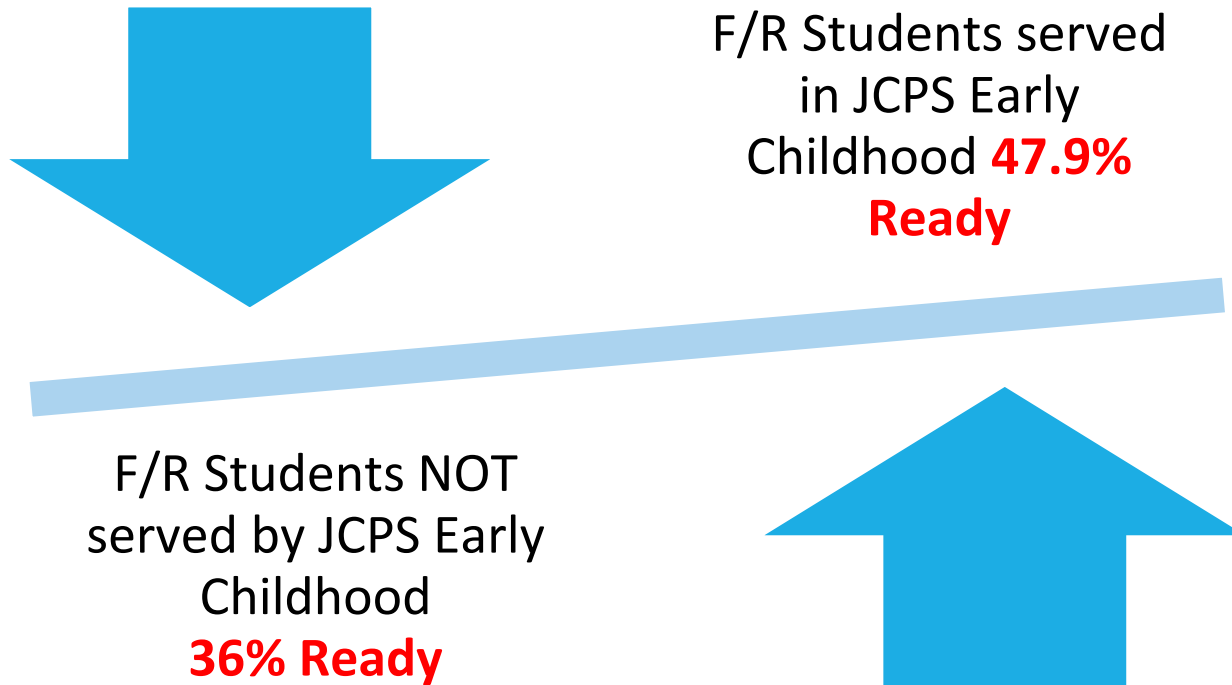 F/R Students served
in JCPS Early
Childhood 47.9%
Ready
F/R Students NOT
served by JCPS Early
Childhood
36% Ready